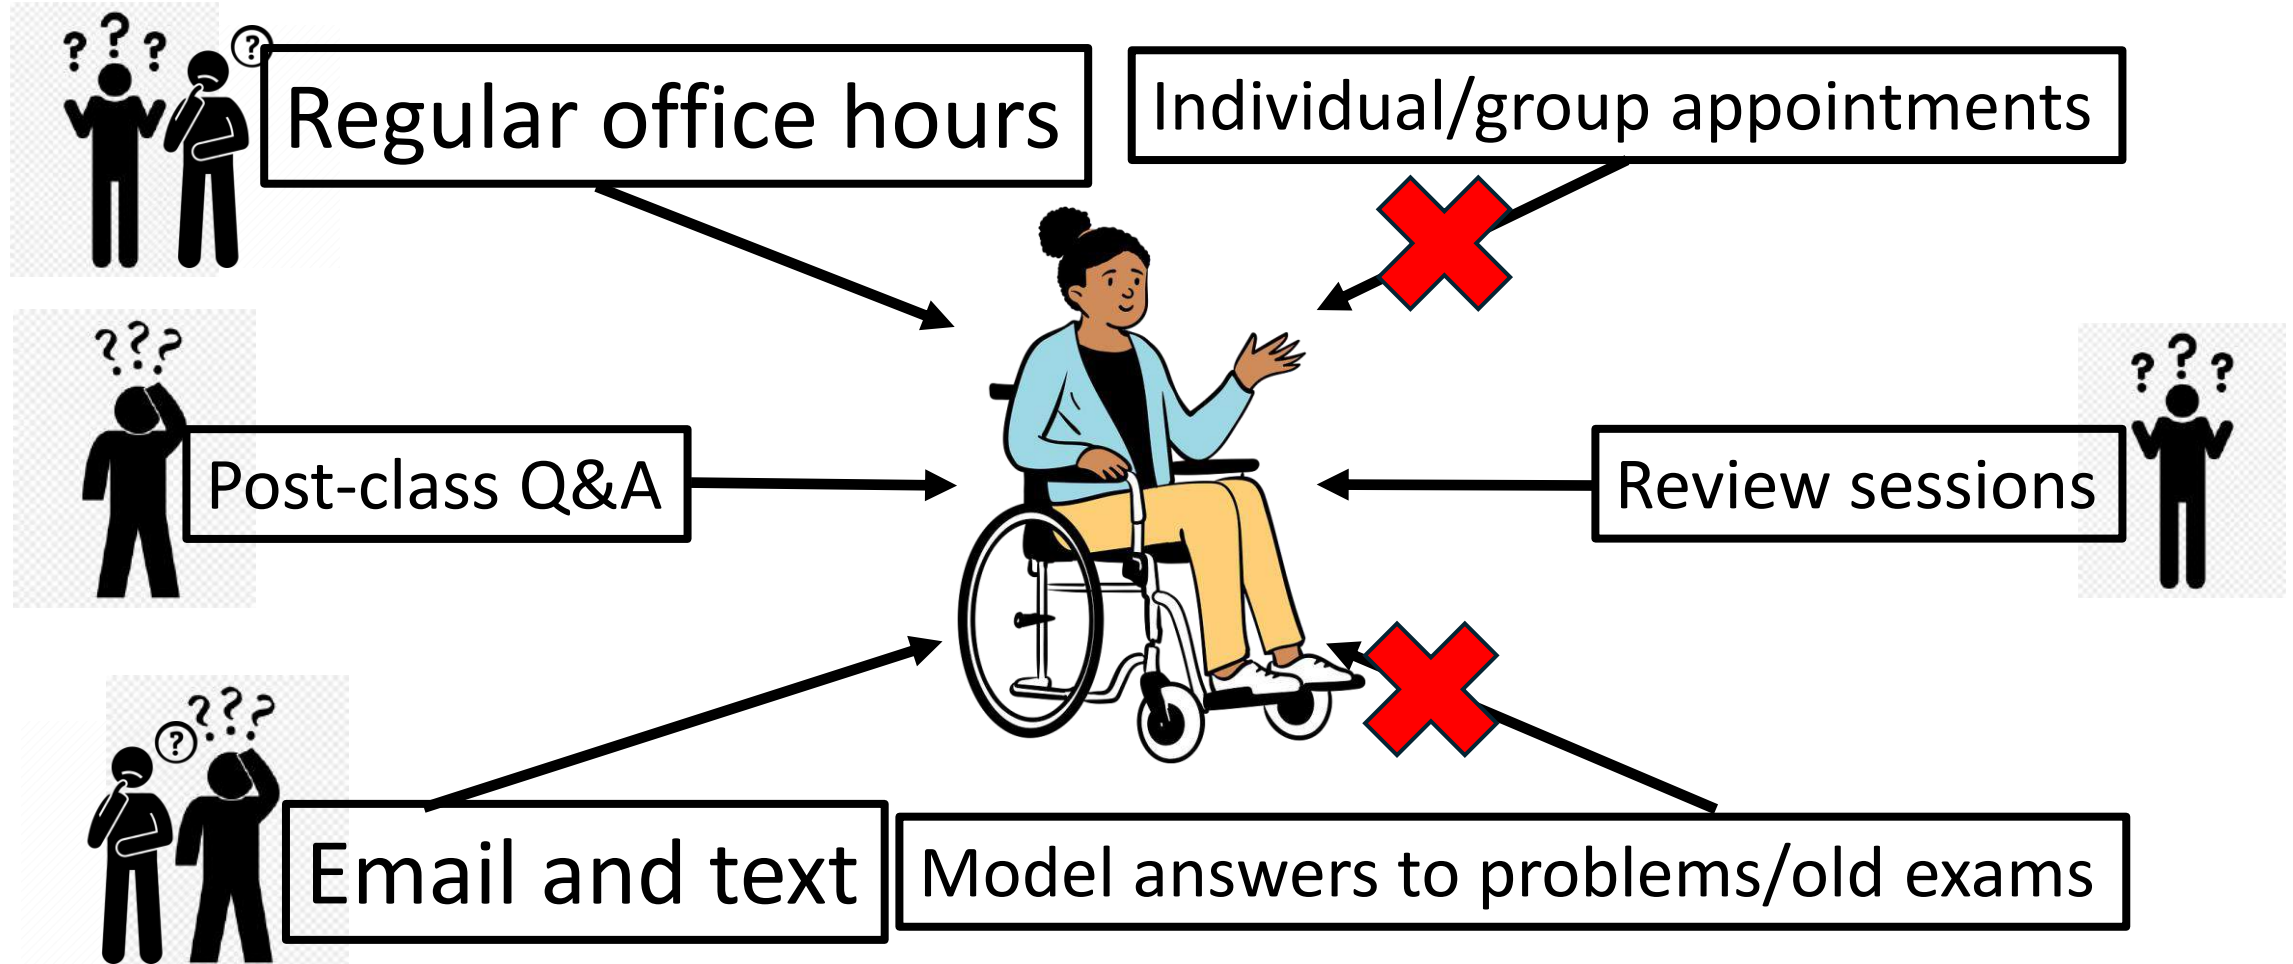 ? ? ? ?
Regular office hours
Individual/group appointments
? ? ?
? ? ?
Post-class Q&A
Review sessions
? ? ? ?
Email and text
Model answers to problems/old exams